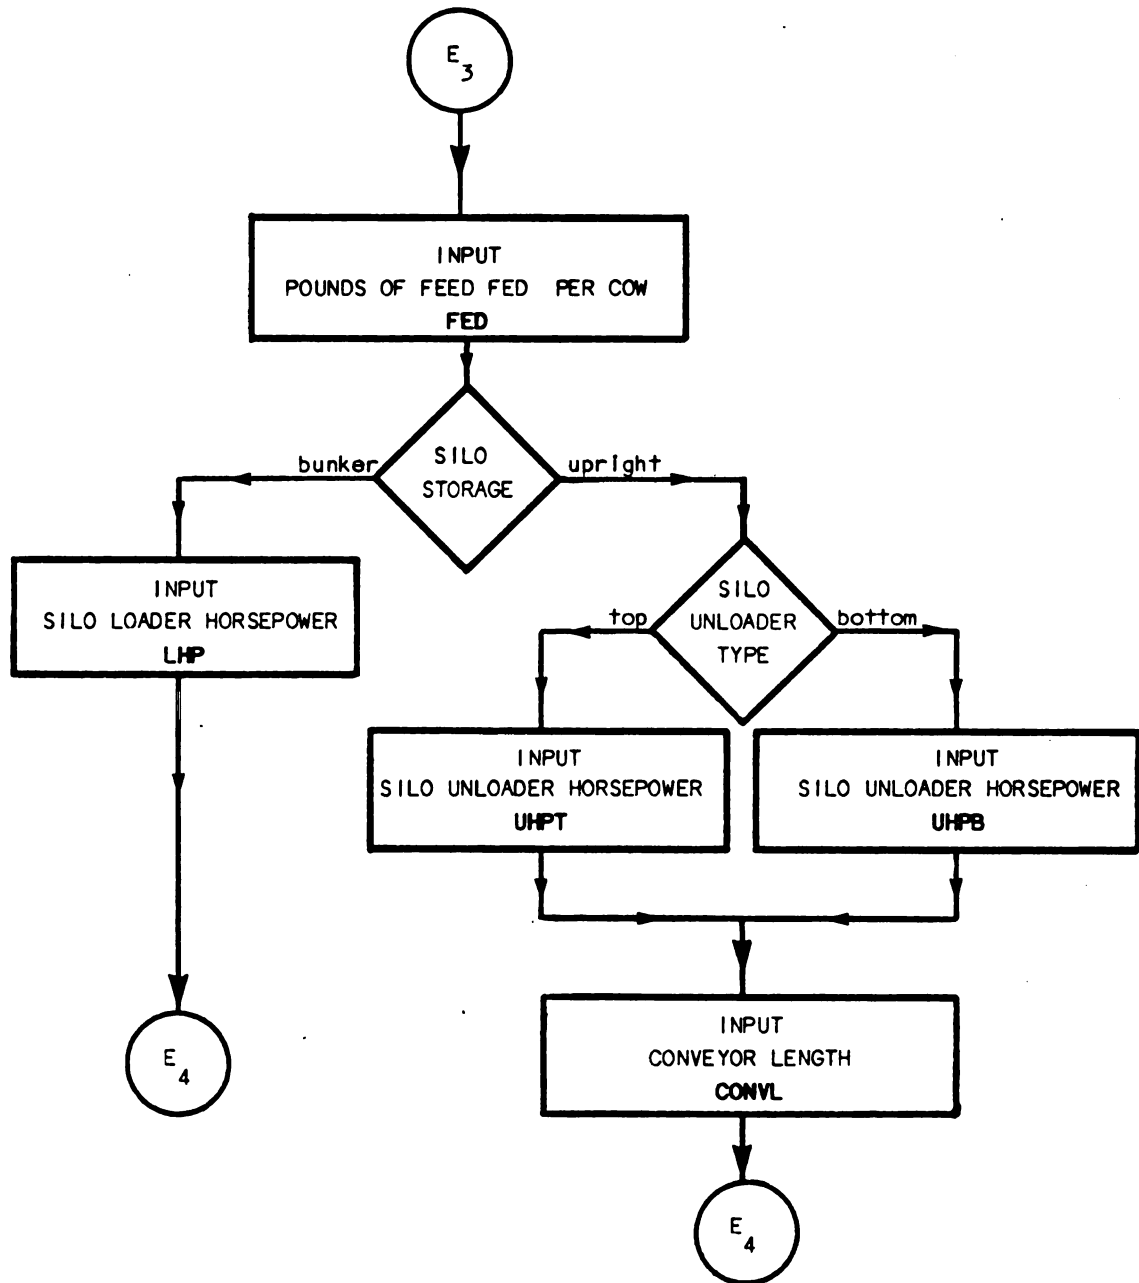 E3
INPUT
POUNDS OF FEED FED PER COW
FED
SILO
STORAGE
bunker
upright
INPUT
SILO LOADER HORSEPOWER
LHP
SILO
UNLOADER
TYPE
top
bottom
INPUT
SILO UNLOADER HORSEPOWER
UHPT
INPUT
SILO UNLOADER HORSEPOWER
UHPB
E4
INPUT
CONVEYOR LENGTH
CONVL
E4